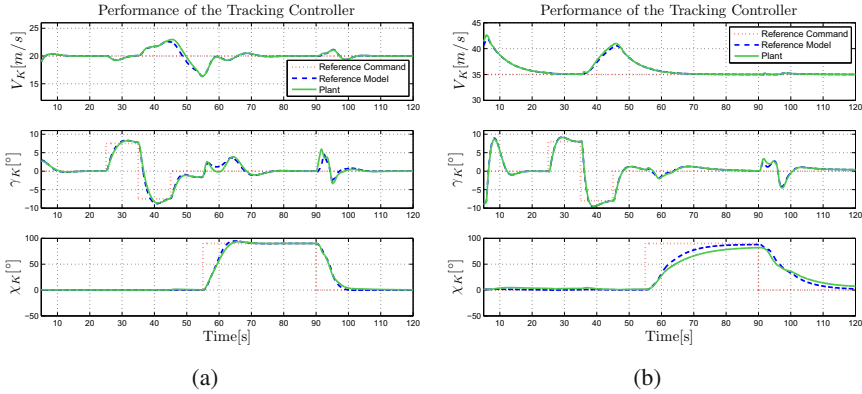 Performance of the Tracking Controller
V_K[m/s]
25
20
15
10 20 30 40 50 60 70 80 90 100 110 120
Reference Command
Reference Model
Plant
γ_K[°]
10
5
0
−5
−10
10 20 30 40 50 60 70 80 90 100 110 120
χ_K[°]
100
50
0
−50
10 20 30 40 50 60 70 80 90 100 110 120
Time[s]
(a)
Performance of the Tracking Controller
V_K[m/s]
45
40
35
30
10 20 30 40 50 60 70 80 90 100 110 120
Reference Command
Reference Model
Plant
γ_K[°]
10
5
0
−5
−10
10 20 30 40 50 60 70 80 90 100 110 120
χ_K[°]
100
50
0
−50
10 20 30 40 50 60 70 80 90 100 110 120
Time[s]
(b)